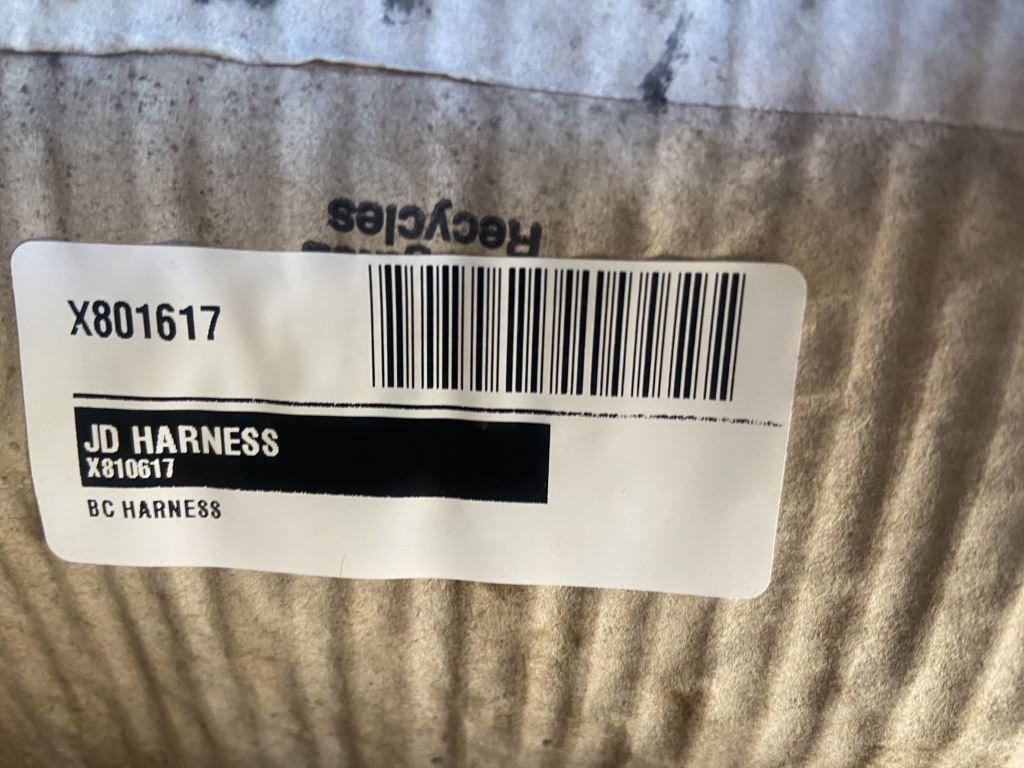 Recycles
X801617
JD HARNESS
X810617
BC HARNESS